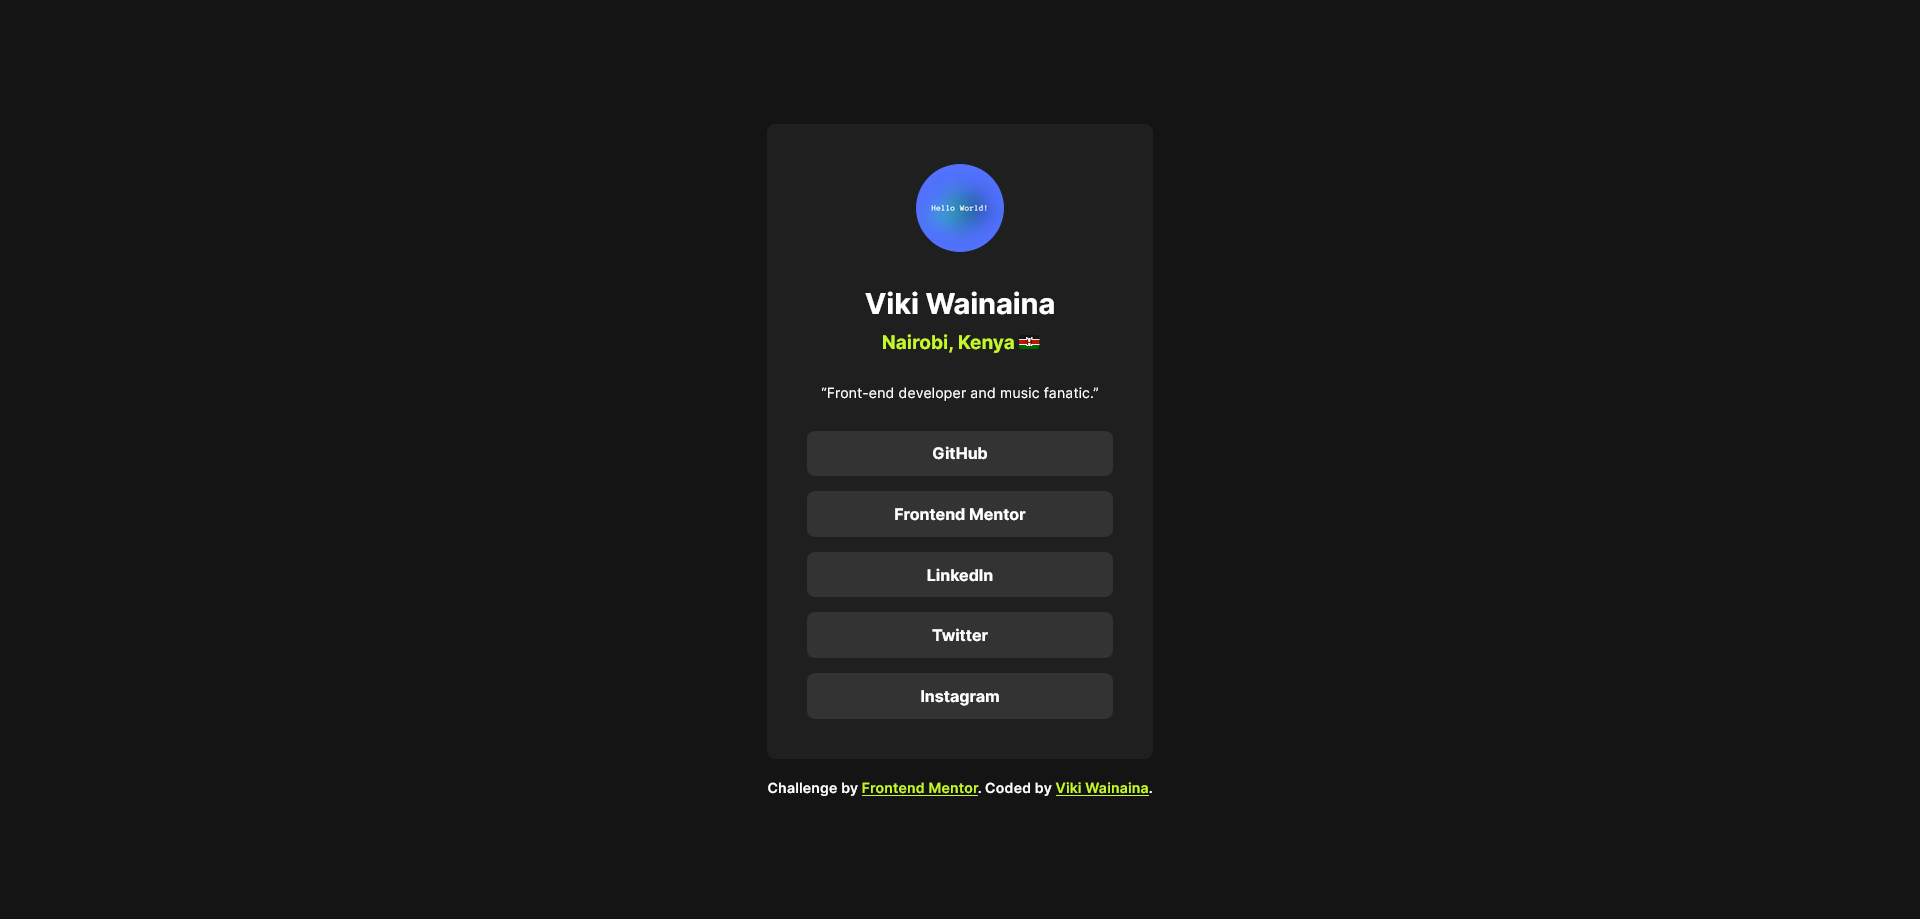 Hello World!
Viki Wainaina
Nairobi, Kenya 🇰🇪
“Front-end developer and music fanatic.”
GitHub
Frontend Mentor
LinkedIn
Twitter
Instagram
Challenge by Frontend Mentor. Coded by Viki Wainaina.